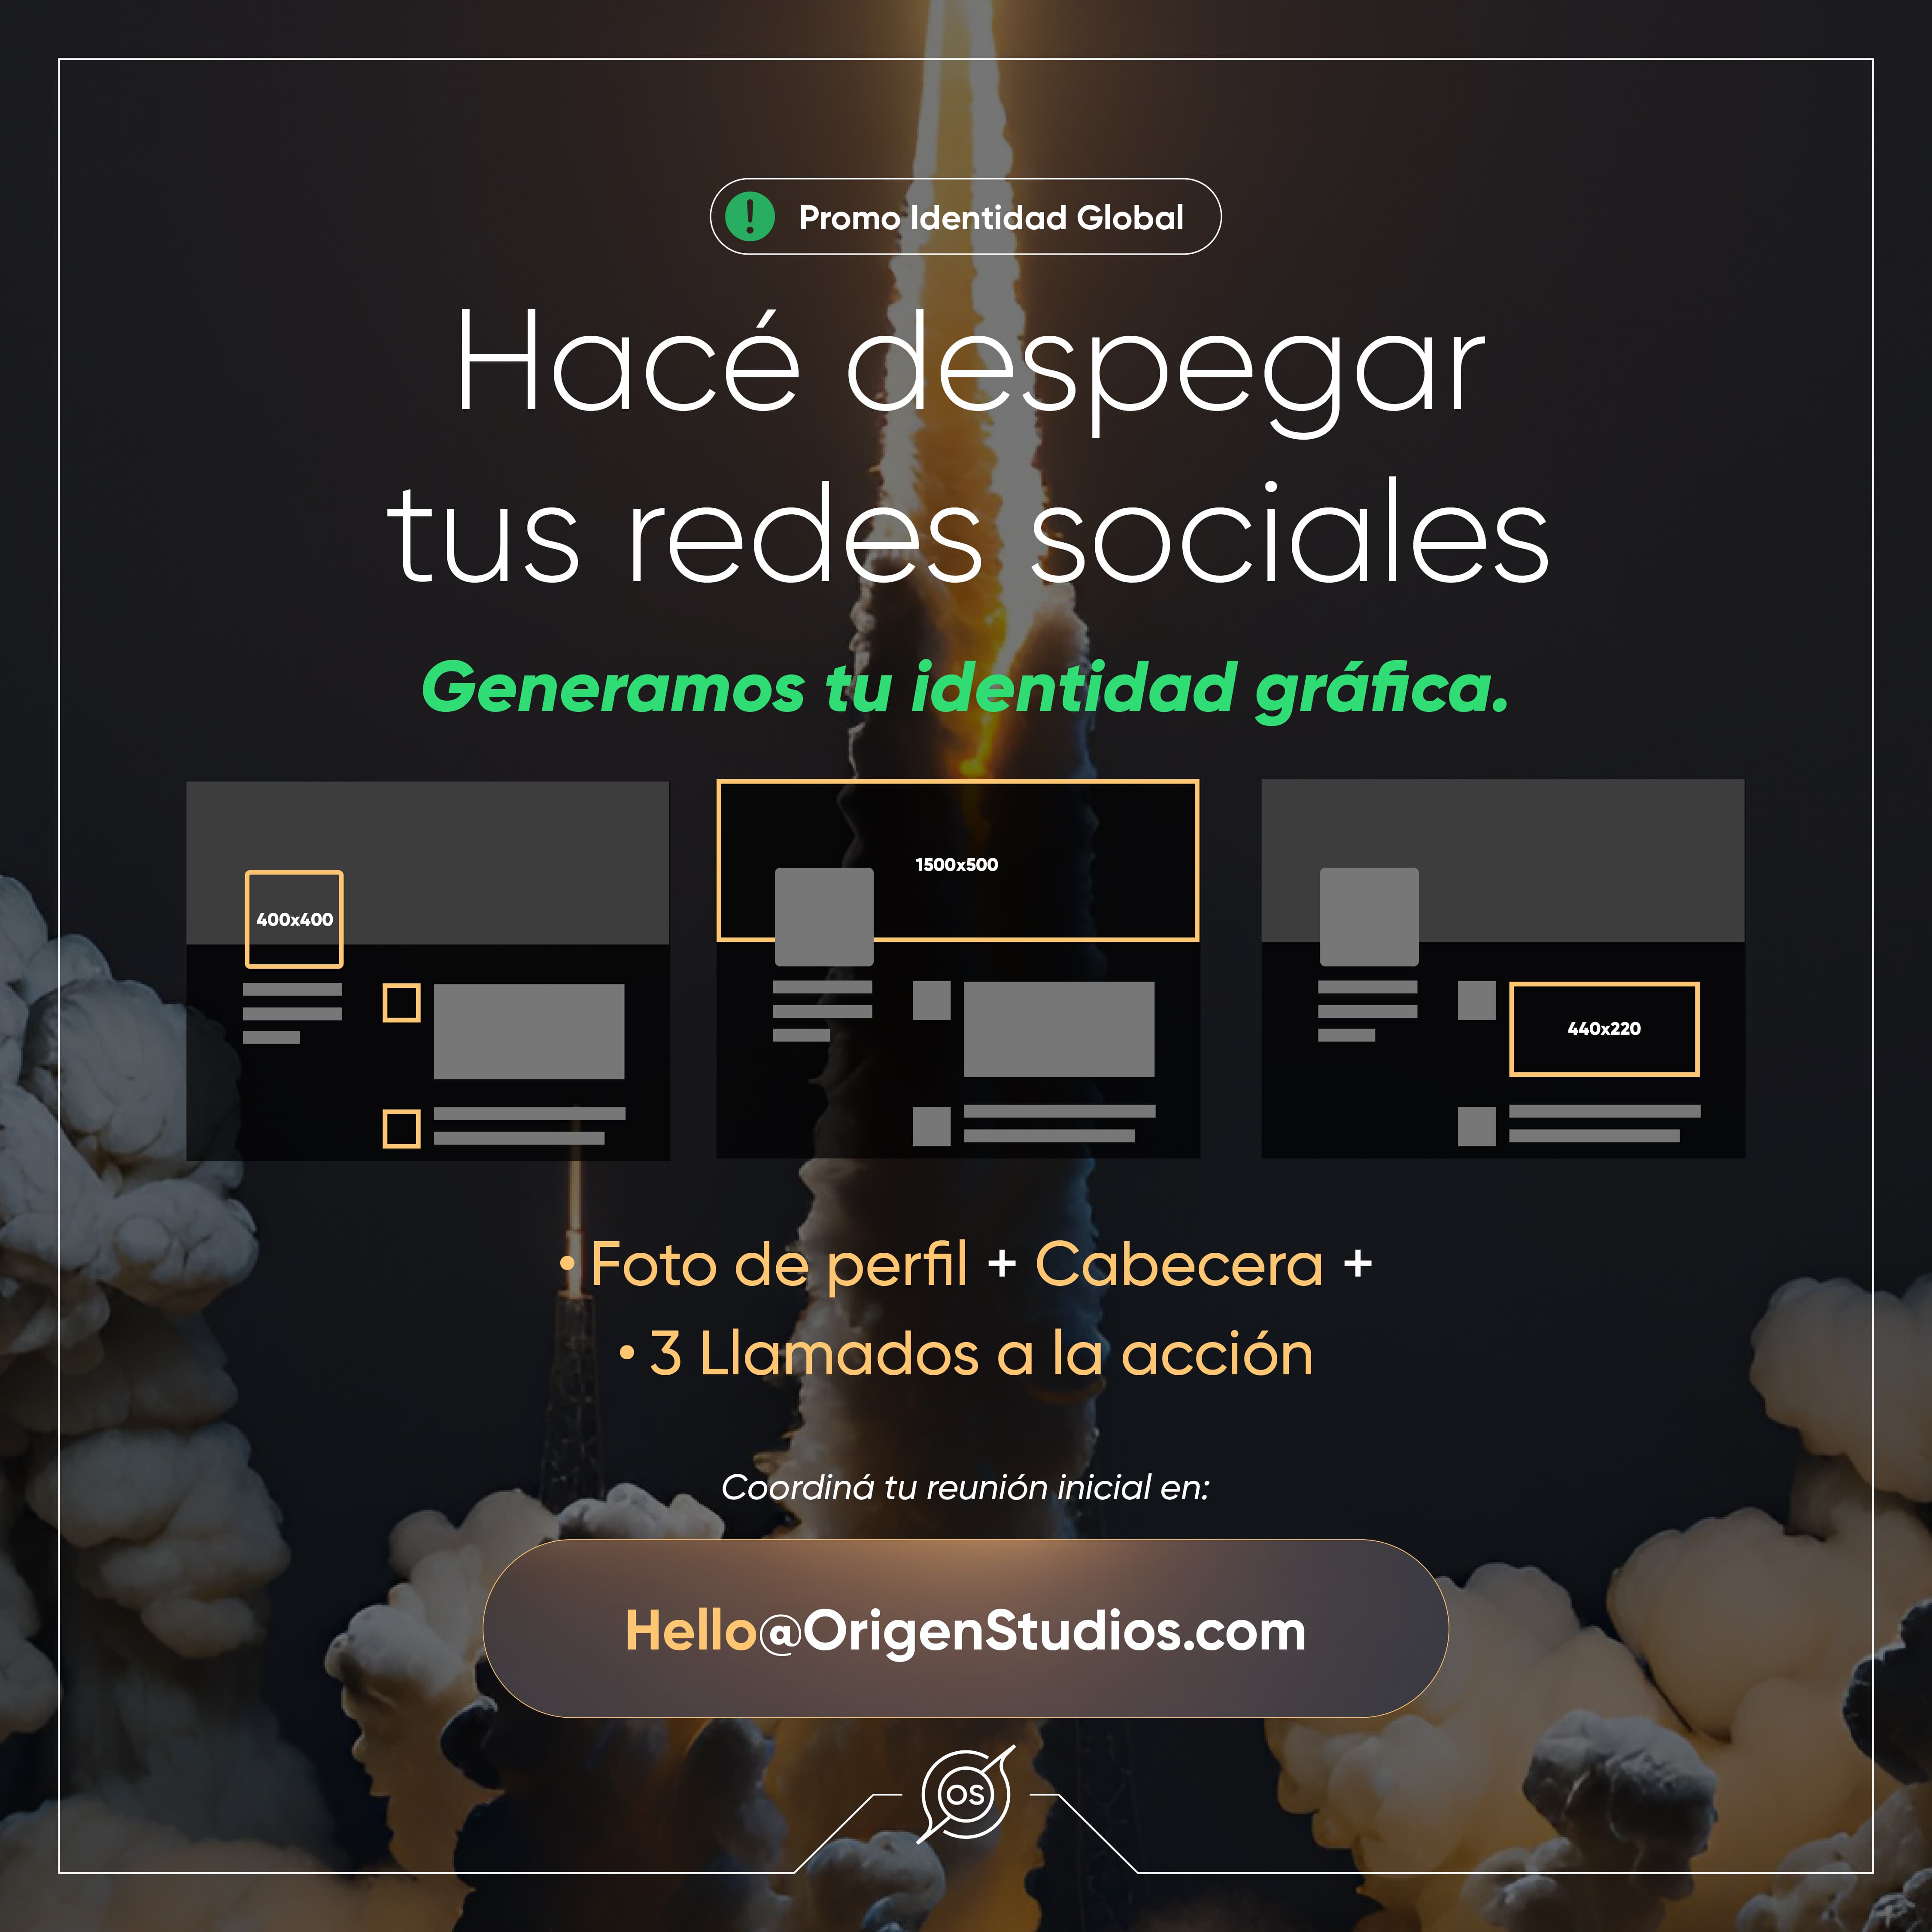 ! Promo Identidad Global
Hacé despegar
tus redes sociales
Generamos tu identidad gráfica.
400x400
1500x500
440x220
• Foto de perfil + Cabecera +
• 3 Llamados a la acción
Coordiná tu reunión inicial en:
Hello@OrigenStudios.com
OS